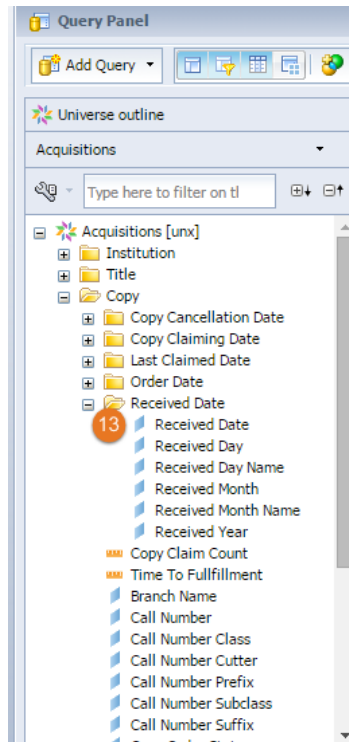 Query Panel
Add Query
Universe outline
Acquisitions
Type here to filter on tl
Acquisitions [unx]
Institution
Title
Copy
Copy Cancellation Date
Copy Claiming Date
Last Claimed Date
Order Date
Received Date
13 Received Date
Received Day
Received Day Name
Received Month
Received Month Name
Received Year
Copy Claim Count
Time To Fullfillment
Branch Name
Call Number
Call Number Class
Call Number Cutter
Call Number Prefix
Call Number Subclass
Call Number Suffix